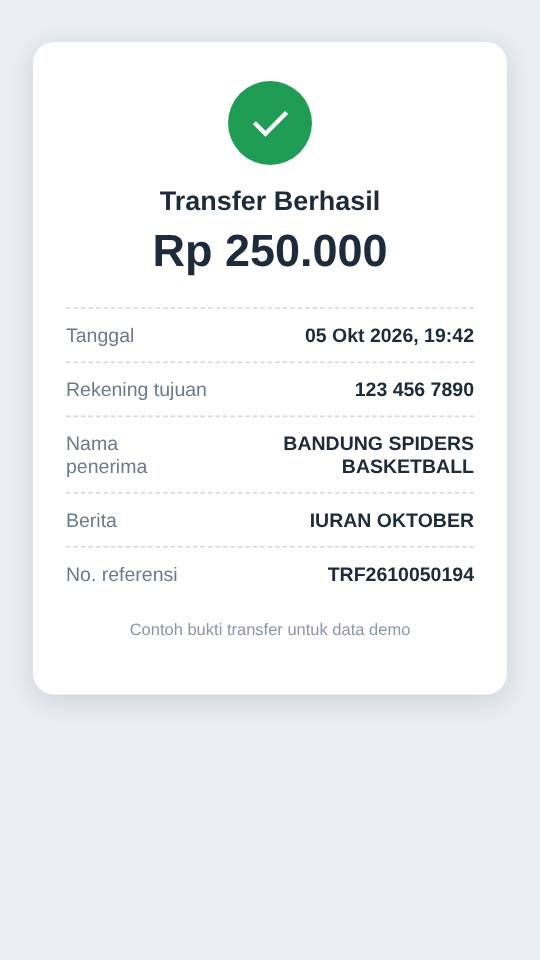 Transfer Berhasil
Rp 250.000
Tanggal 05 Okt 2026, 19:42
Rekening tujuan 123 456 7890
Nama BANDUNG SPIDERS
penerima BASKETBALL
Berita IURAN OKTOBER
No. referensi TRF2610050194
Contoh bukti transfer untuk data demo